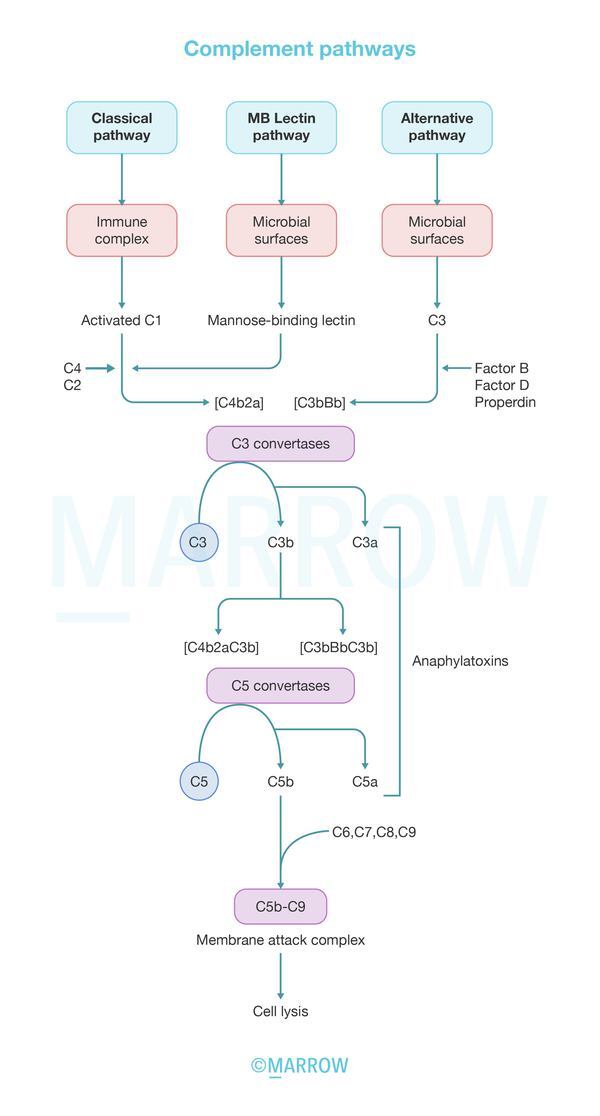 Complement pathways
Classical
pathway
MB Lectin
pathway
Alternative
pathway
Immune
complex
Microbial
surfaces
Microbial
surfaces
Activated C1
Mannose-binding lectin
C3
C4
C2
Factor B
Factor D
Properdin
[C4b2a]
[C3bBb]
C3 convertases
MARROW
C3
C3b
C3a
[C4b2aC3b]
[C3bBbC3b]
Anaphylatoxins
C5 convertases
C5
C5b
C5a
C6,C7,C8,C9
C5b-C9
Membrane attack complex
Cell lysis
©MARROW